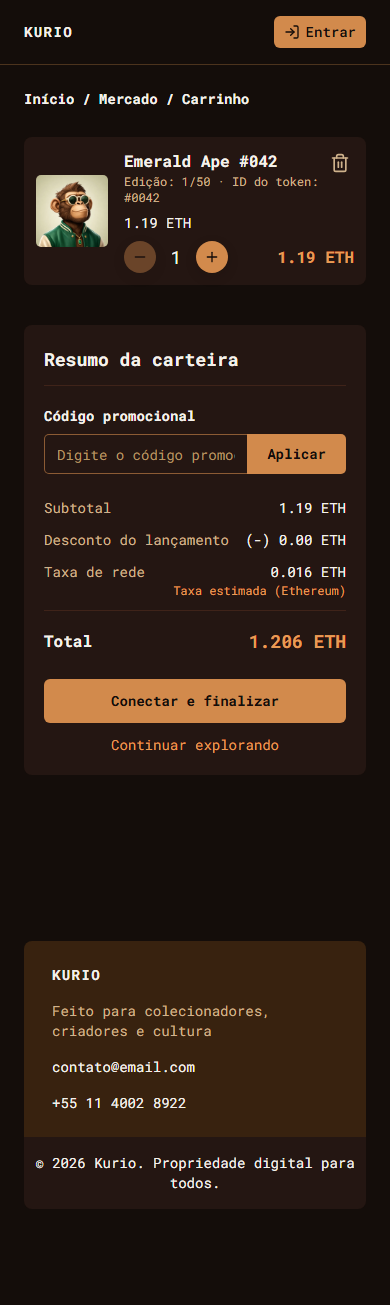 KURIO
Entrar
Início / Mercado / Carrinho
Emerald Ape #042
Edição: 1/50 · ID do token:
#0042
1.19 ETH
1
1.19 ETH
Resumo da carteira
Código promocional
Digite o código promo
Aplicar
Subtotal 1.19 ETH
Desconto do lançamento (-) 0.00 ETH
Taxa de rede 0.016 ETH
Taxa estimada (Ethereum)
Total 1.206 ETH
Conectar e finalizar
Continuar explorando
KURIO
Feito para colecionadores,
criadores e cultura
contato@email.com
+55 11 4002 8922
© 2026 Kurio. Propriedade digital para
todos.